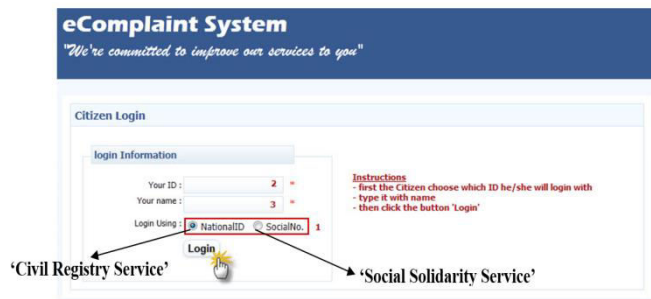 eComplaint System
"We're committed to improve our services to you"
Citizen Login
login Information
Your ID : 2 *
Your name : 3 *
Login Using : NationalID SocialNo. 1
Login
Instructions
- first the Citizen choose which ID he/she will login with
- type it with name
- then click the button 'Login'
'Civil Registry Service'
'Social Solidarity Service'